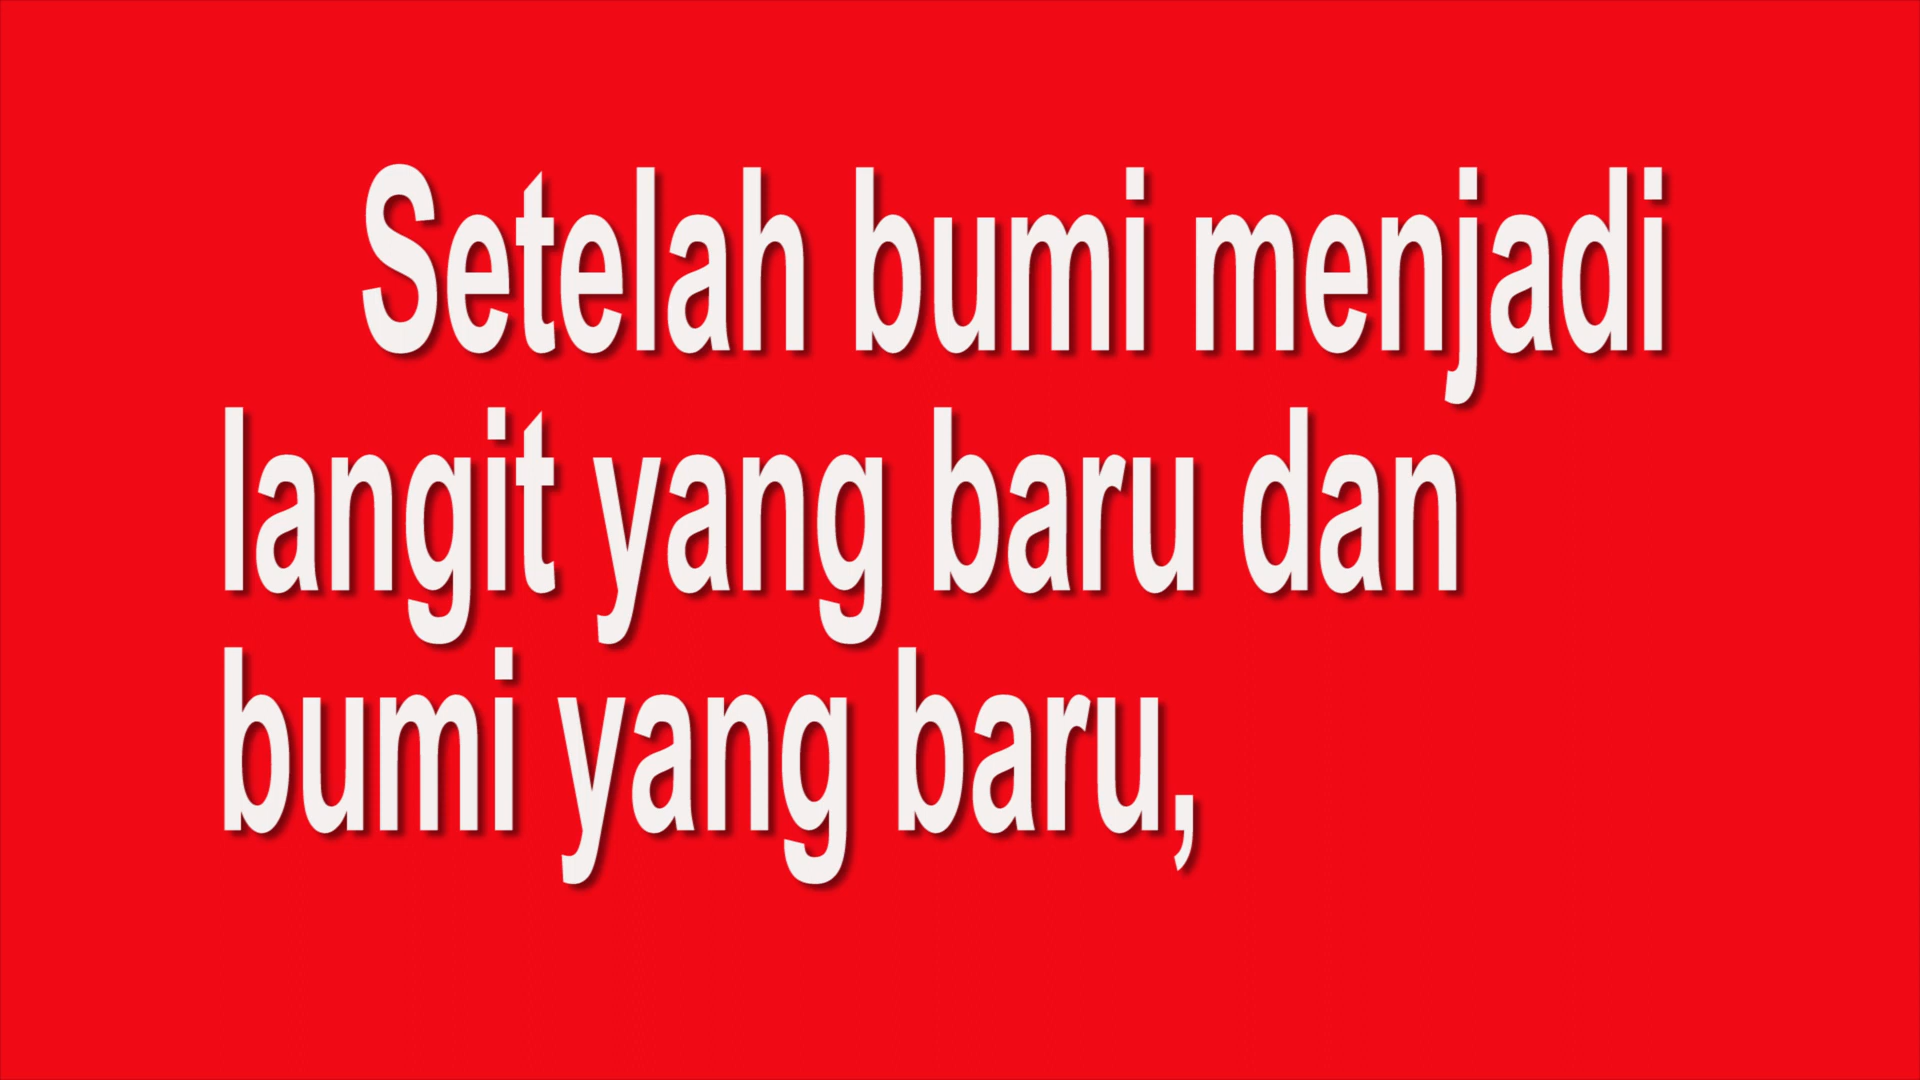 Setelah bumi menjadi
langit yang baru dan
bumi yang baru,